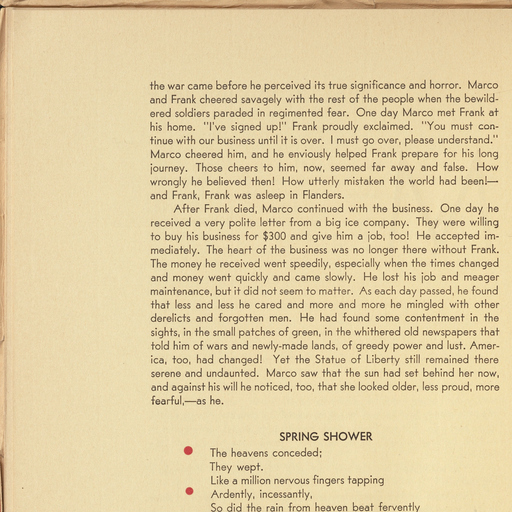 the war came before he perceived its true significance and horror. Marco
and Frank cheered savagely with the rest of the people when the bewild-
ered soldiers paraded in regimented fear. One day Marco met Frank at
his home. "I've signed up!" Frank proudly exclaimed. "You must con-
tinue with our business until it is over. I must go over, please understand."
Marco cheered him, and he enviously helped Frank prepare for his long
journey. Those cheers to him, now, seemed far away and false. How
wrongly he believed then! How utterly mistaken the world had been!—
and Frank, Frank was asleep in Flanders.
After Frank died, Marco continued with the business. One day he
received a very polite letter from a big ice company. They were willing
to buy his business for $300 and give him a job, too! He accepted im-
mediately. The heart of the business was no longer there without Frank.
The money he received went speedily, especially when the times changed
and money went quickly and came slowly. He lost his job and meager
maintenance, but it did not seem to matter. As each day passed, he found
that less and less he cared and more and more he mingled with other
derelicts and forgotten men. He had found some contentment in the
sights, in the small patches of green, in the whithered old newspapers that
told him of wars and newly-made lands, of greedy power and lust. Amer-
ica, too, had changed! Yet the Statue of Liberty still remained there
serene and undaunted. Marco saw that the sun had set behind her now,
and against his will he noticed, too, that she looked older, less proud, more
fearful,—as he.
SPRING SHOWER
The heavens conceded;
They wept.
Like a million nervous fingers tapping
Ardently, incessantly,
So did the rain from heaven beat fervently